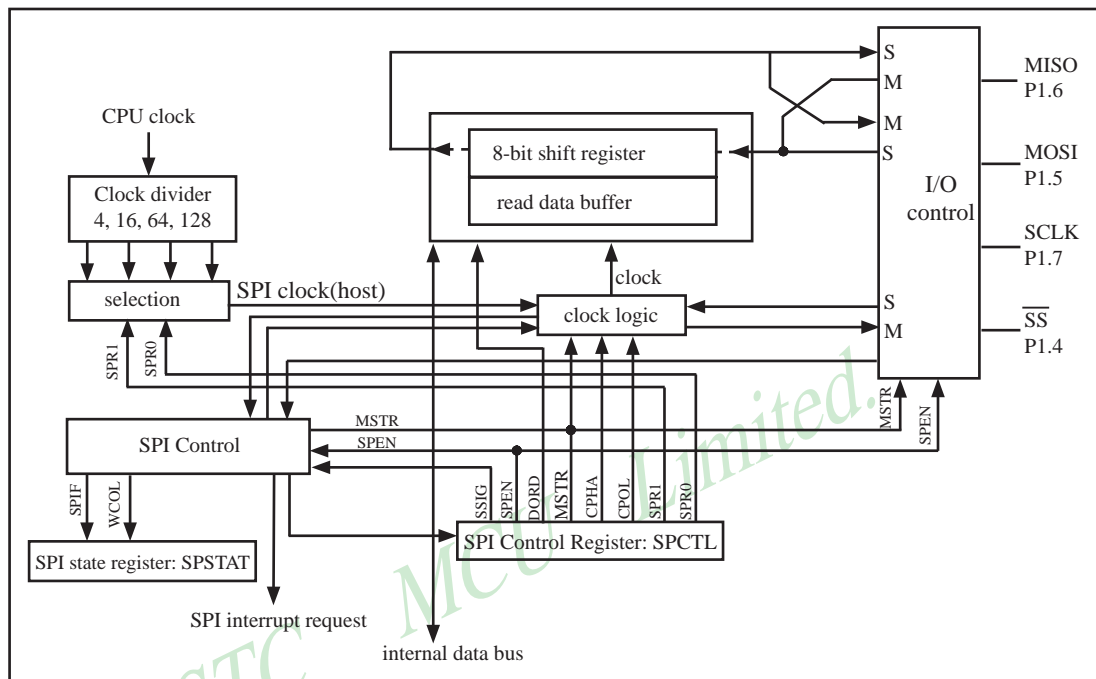 S
MISO
M
P1.6
CPU clock
M
8-bit shift register
S
MOSI
P1.5
Clock divider
4, 16, 64, 128
read data buffer
I/O
control
SCLK
P1.7
clock
selection
SPI clock(host)
clock logic
S
M
SS
P1.4
SPR1
SPR0
MSTR
SPEN
SPI Control
MSTR
SPEN
SPIF
WCOL
SSIG
SPEN
DORD
MSTR
CPHA
CPOL
SPR1
SPR0
SPI state register: SPSTAT
SPI Control Register: SPCTL
SPI interrupt request
internal data bus
STC MCU Limited.